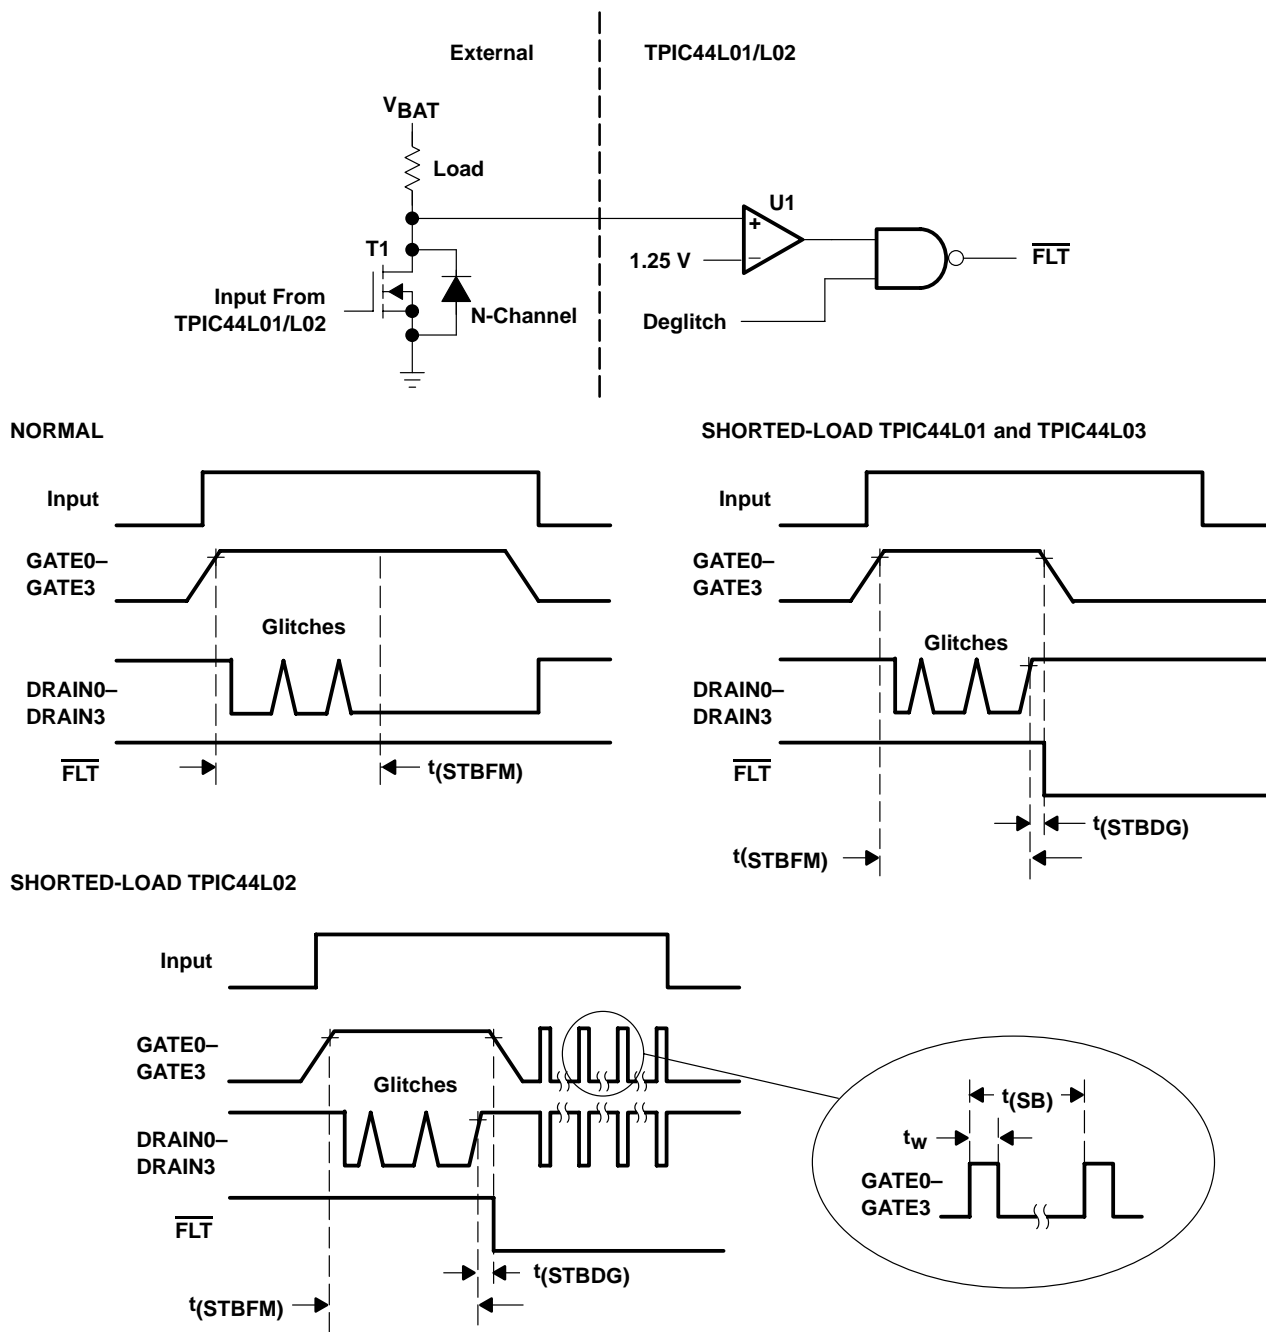 External
TPIC44L01/L02
VBAT
Load
U1
+
–
T1
1.25 V
FLT
Input From
TPIC44L01/L02
N-Channel
Deglitch
NORMAL
Input
GATE0–
GATE3
Glitches
DRAIN0–
DRAIN3
FLT
t(STBFM)
SHORTED-LOAD TPIC44L01 and TPIC44L03
Input
GATE0–
GATE3
Glitches
DRAIN0–
DRAIN3
FLT
t(STBDG)
t(STBFM)
SHORTED-LOAD TPIC44L02
Input
GATE0–
GATE3
Glitches
DRAIN0–
DRAIN3
FLT
t(STBDG)
t(STBFM)
t(SB)
tw
GATE0–
GATE3